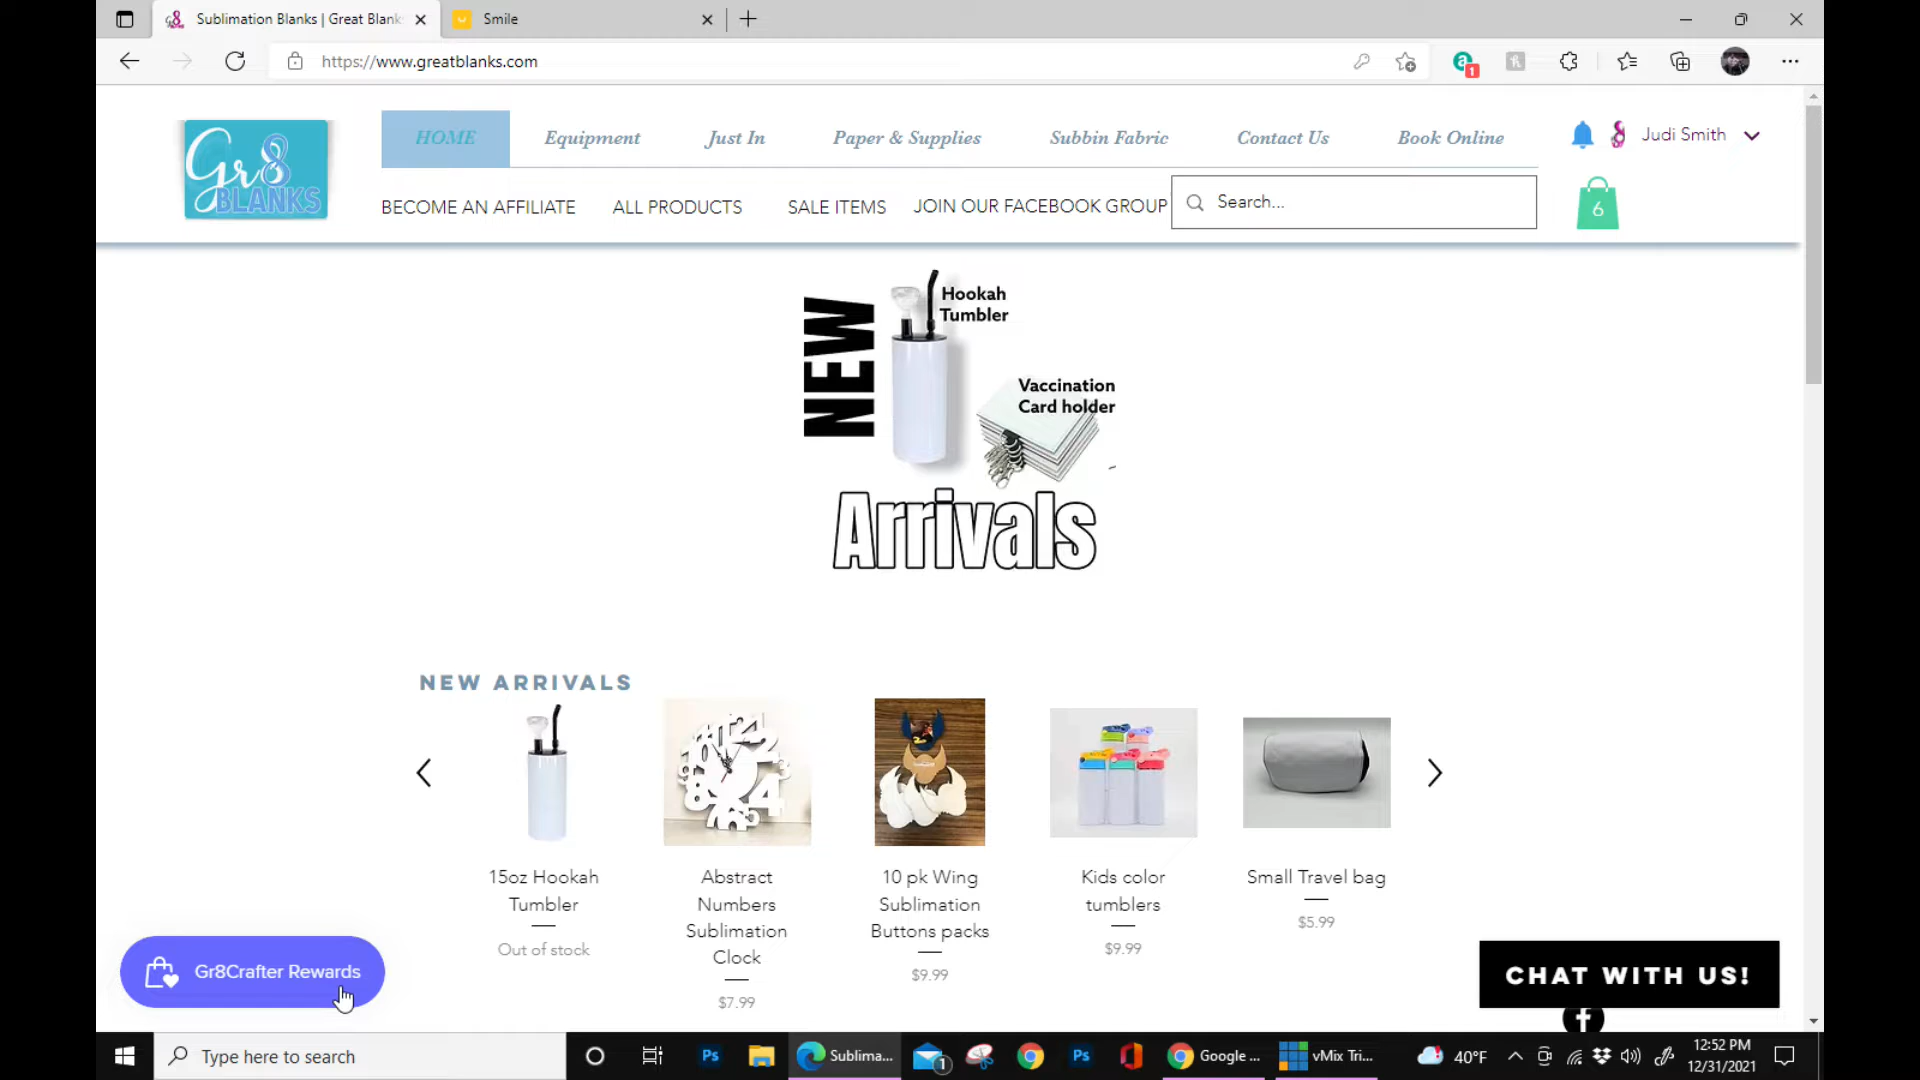 Sublimation Blanks | Great Blank
Smile
https://www.greatblanks.com
1
Gr8
BLANKS
HOME
Equipment
Just In
Paper & Supplies
Subbin Fabric
Contact Us
Book Online
Judi Smith
BECOME AN AFFILIATE
ALL PRODUCTS
SALE ITEMS
JOIN OUR FACEBOOK GROUP
Search...
6
NEW
Hookah
Tumbler
Vaccination
Card holder
Arrivals
NEW ARRIVALS
15oz Hookah
Tumbler
Out of stock
Abstract
Numbers
Sublimation
Clock
$7.99
10 pk Wing
Sublimation
Buttons packs
$9.99
Kids color
tumblers
$9.99
Small Travel bag
$5.99
Gr8Crafter Rewards
CHAT WITH US!
Type here to search
Ps
Sublima...
1
Ps
Google ...
vMix Tri...
40°F
12:52 PM
12/31/2021